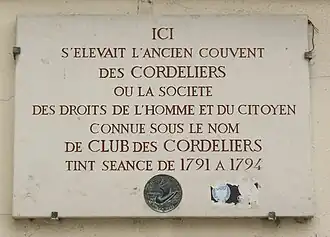 ICI
S'ELEVAIT L'ANCIEN COUVENT
DES CORDELIERS
OU LA SOCIETE
DES DROITS DE L'HOMME ET DU CITOYEN
CONNUE SOUS LE NOM
DE CLUB DES CORDELIERS
TINT SEANCE DE 1791 A 1794